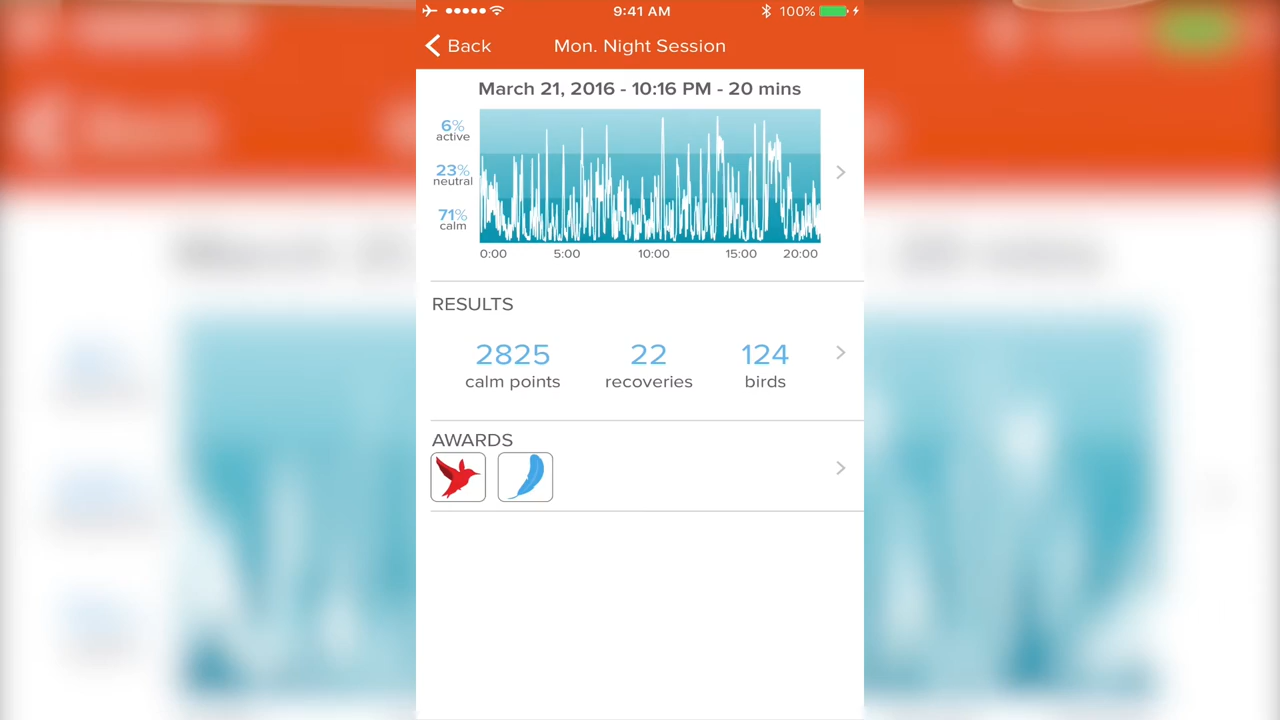 9:41 AM
100%
Back
Mon. Night Session
March 21, 2016 - 10:16 PM - 20 mins
6%
active
23%
neutral
71%
calm
0:00 5:00 10:00 15:00 20:00
RESULTS
2825 22 124
calm points recoveries birds
AWARDS